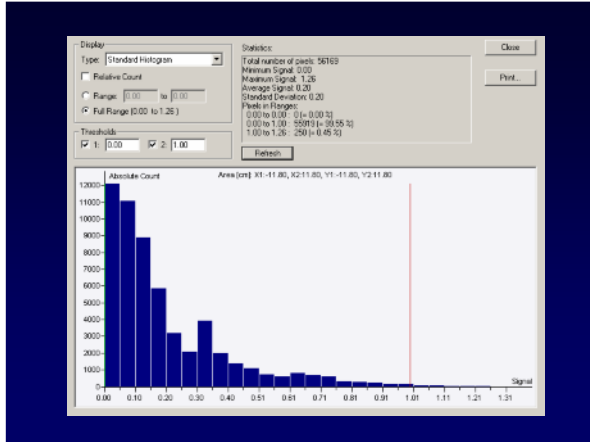 Display
Type: Standard Histogram
Relative Count
Range: 0.00 to 0.00
Full Range (0.00 to 1.26 )
Thresholds
1: 0.00 2: 1.00
Statistics:
Total number of pixels: 56169
Minimum Signal: 0.00
Maximum Signal: 1.26
Average Signal: 0.20
Standard Deviation: 0.20
Pixels in Ranges:
0.00 to 0.00 : 0 (= 0.00 %)
0.00 to 1.00 : 55919 (= 99.55 %)
1.00 to 1.26 : 250 (= 0.45 %)
Refresh
Close
Print...
Absolute Count
Area [cm]: X1:-11.80, X2:11.80, Y1:-11.80, Y2:11.80
12000
11000
10000
9000
8000
7000
6000
5000
4000
3000
2000
1000
0
Signal
0.00 0.10 0.20 0.30 0.40 0.51 0.61 0.71 0.81 0.91 1.01 1.11 1.21 1.31